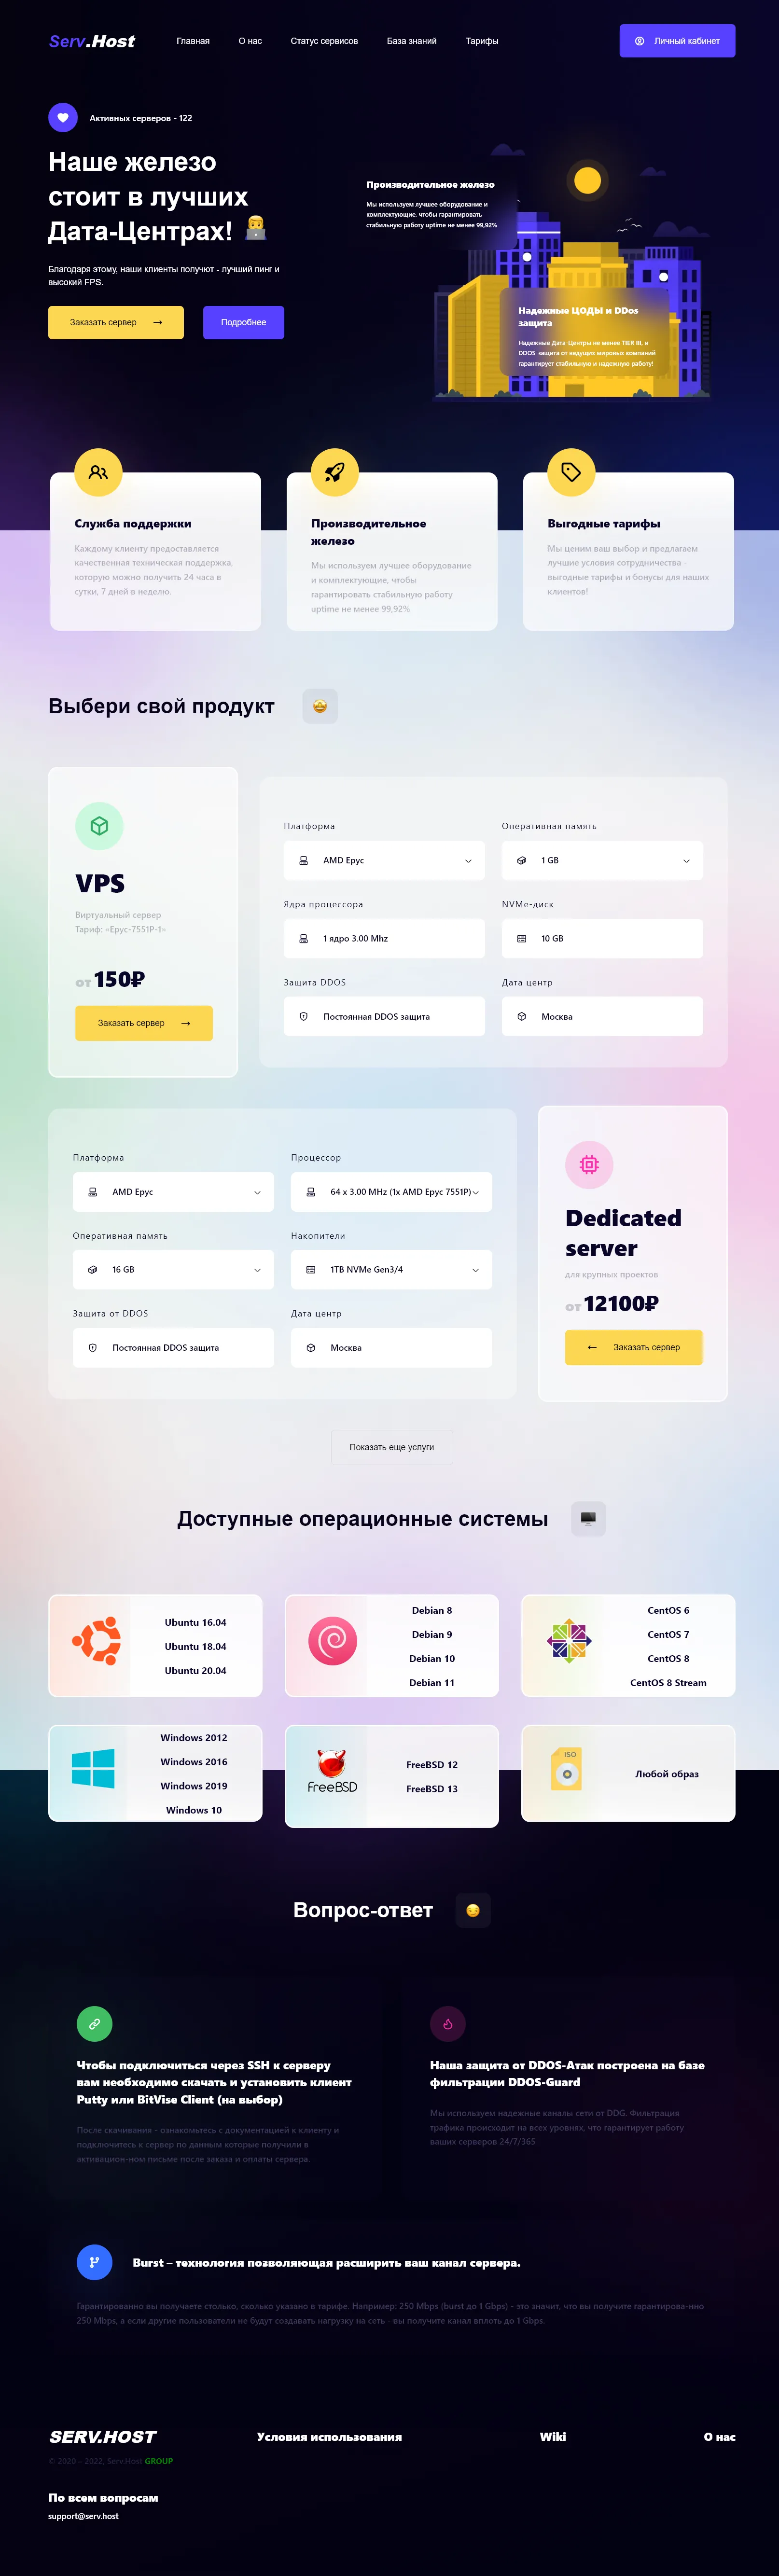 Serv.Host
Главная
О нас
Статус сервисов
База знаний
Тарифы
Личный кабинет
Активных серверов - 122
Наше железо
стоит в лучших
Дата-Центрах!
Благодаря этому, наши клиенты получют - лучший пинг и
высокий FPS.
Заказать сервер
Подробнее
Производительное железо
Мы используем лучшее оборудование и
комплектующие, чтобы гарантировать
стабильную работу uptime не менее 99,92%
Надежные ЦОДЫ и DDos
защита
Надежные Дата-Центры не менее TIER III, и
DDOS-защита от ведущих мировых компаний
гарантирует стабильную и надежную работу!
Служба поддержки
Каждому клиенту предоставляется
качественная техническая поддержка,
которую можно получить 24 часа в
сутки, 7 дней в неделю.
Производительное
железо
Мы используем лучшее оборудование
и комплектующие, чтобы
гарантировать стабильную работу
uptime не менее 99,92%
Выгодные тарифы
Мы ценим ваш выбор и предлагаем
лучшие условия сотрудничества -
выгодные тарифы и бонусы для наших
клиентов!
Выбери свой продукт
VPS
Виртуальный сервер
Тариф: «Epyc-7551P-1»
от 150₽
Заказать сервер
Платформа
AMD Epyc
Оперативная память
1 GB
Ядра процессора
1 ядро 3.00 Mhz
NVMe-диск
10 GB
Защита DDOS
Постоянная DDOS защита
Дата центр
Москва
Платформа
AMD Epyc
Процессор
64 x 3.00 MHz (1x AMD Epyc 7551P)
Оперативная память
16 GB
Накопители
1TB NVMe Gen3/4
Защита от DDOS
Постоянная DDOS защита
Дата центр
Москва
Dedicated
server
для крупных проектов
от 12100₽
Заказать сервер
Показать еще услуги
Доступные операционные системы
Ubuntu 16.04
Ubuntu 18.04
Ubuntu 20.04
Debian 8
Debian 9
Debian 10
Debian 11
CentOS 6
CentOS 7
CentOS 8
CentOS 8 Stream
Windows 2012
Windows 2016
Windows 2019
Windows 10
FreeBSD
FreeBSD 12
FreeBSD 13
ISO
Любой образ
Вопрос-ответ
Чтобы подключиться через SSH к серверу
вам необходимо скачать и установить клиент
Putty или BitVise Client (на выбор)
После скачивания - ознакомьтесь с документацией к клиенту и
подключитесь к сервер по данным которые получили в
активацион-ном письме после заказа и оплаты сервера.
Наша защита от DDOS-Атак построена на базе
фильтрации DDOS-Guard
Мы используем надежные каналы сети от DDG. Фильтрация
трафика происходит на всех уровнях, что гарантирует работу
ваших серверов 24/7/365
Burst – технология позволяющая расширить ваш канал сервера.
Гарантированно вы получаете столько, сколько указано в тарифе. Например: 250 Mbps (burst до 1 Gbps) - это значит, что вы получите гарантирова-нно
250 Mbps, а если другие пользователи не будут создавать нагрузку на сеть - вы получите канал вплоть до 1 Gbps.
SERV.HOST
Условия использования
Wiki
О нас
© 2020 – 2022, Serv.Host GROUP
По всем вопросам
support@serv.host